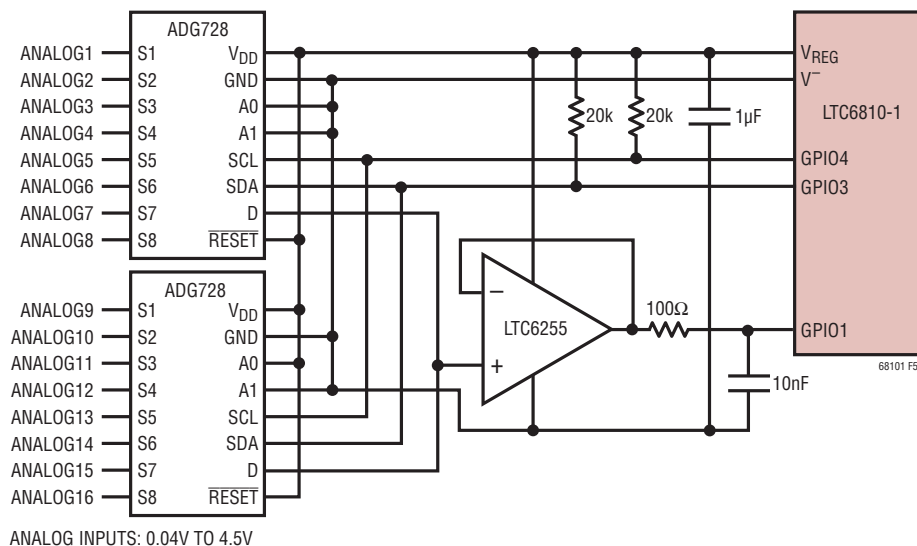 ADG728
ANALOG1 S1 VDD
ANALOG2 S2 GND
ANALOG3 S3 A0
ANALOG4 S4 A1
ANALOG5 S5 SCL
ANALOG6 S6 SDA
ANALOG7 S7 D
ANALOG8 S8 RESET
VREG
V–
LTC6810-1
20k 20k 1µF
GPIO4
GPIO3
ADG728
ANALOG9 S1 VDD
ANALOG10 S2 GND
ANALOG11 S3 A0
ANALOG12 S4 A1
ANALOG13 S5 SCL
ANALOG14 S6 SDA
ANALOG15 S7 D
ANALOG16 S8 RESET
–
LTC6255
+
100Ω
GPIO1
10nF
68101 F5
ANALOG INPUTS: 0.04V TO 4.5V